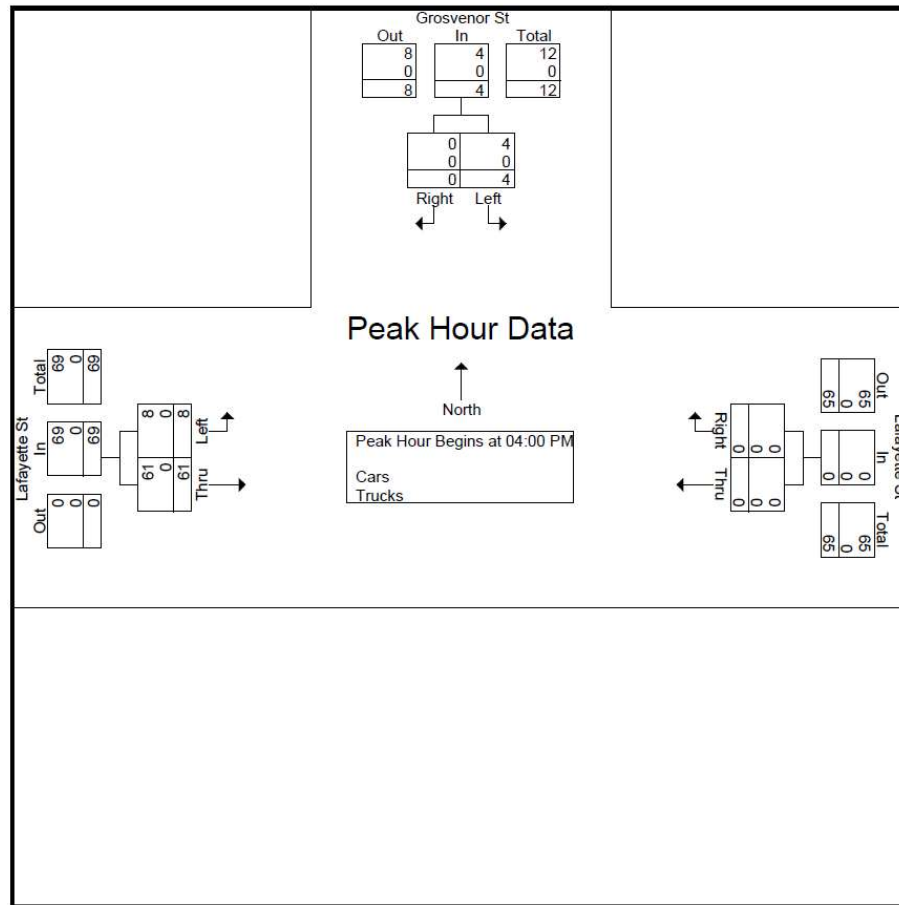 Grosvenor St
Out In Total
8 4 12
0 0 0
8 4 12
0 4
0 0
0 4
Right Left
Peak Hour Data
North
Peak Hour Begins at 04:00 PM
Cars
Trucks
Lafayette St
Total
69 0 69
In
69 0 69
Out
0 0 0
Left
8 0 8
Thru
61 0 61
Right
0 0 0
Thru
0 0 0
Out
65 0 65
In
0 0 0
Total
65 0 65
Lafayette St